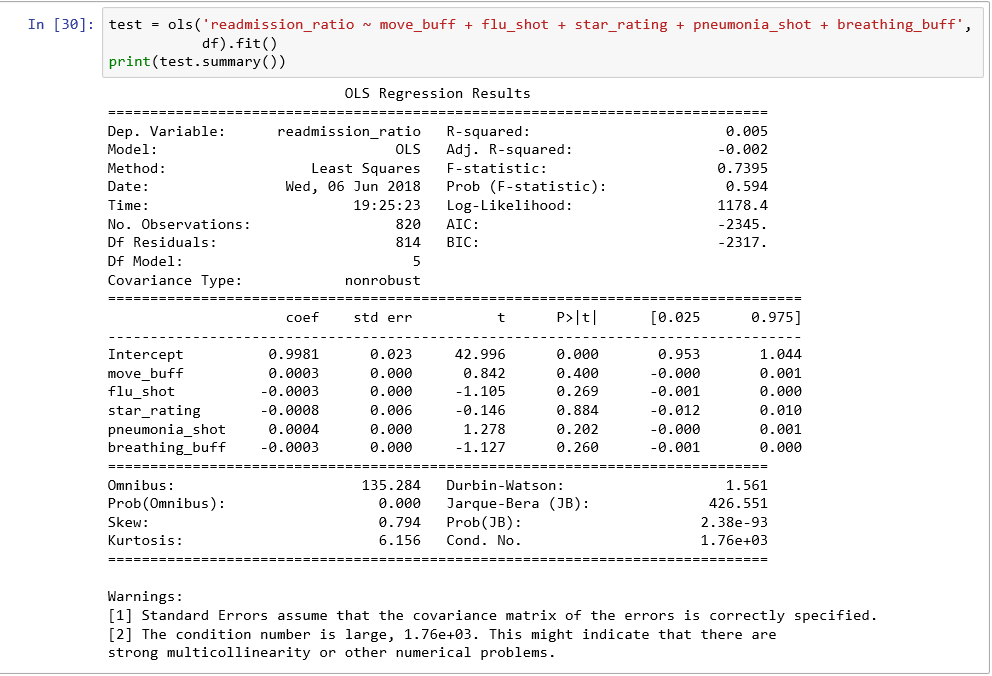 In [30]: test = ols('readmission_ratio ~ move_buff + flu_shot + star_rating + pneumonia_shot + breathing_buff',
df).fit()
print(test.summary())
OLS Regression Results
==============================================================================
Dep. Variable: readmission_ratio R-squared: 0.005
Model: OLS Adj. R-squared: -0.002
Method: Least Squares F-statistic: 0.7395
Date: Wed, 06 Jun 2018 Prob (F-statistic): 0.594
Time: 19:25:23 Log-Likelihood: 1178.4
No. Observations: 820 AIC: -2345.
Df Residuals: 814 BIC: -2317.
Df Model: 5
Covariance Type: nonrobust
==================================================================================
coef std err t P>|t| [0.025 0.975]
----------------------------------------------------------------------------------
Intercept 0.9981 0.023 42.996 0.000 0.953 1.044
move_buff 0.0003 0.000 0.842 0.400 -0.000 0.001
flu_shot -0.0003 0.000 -1.105 0.269 -0.001 0.000
star_rating -0.0008 0.006 -0.146 0.884 -0.012 0.010
pneumonia_shot 0.0004 0.000 1.278 0.202 -0.000 0.001
breathing_buff -0.0003 0.000 -1.127 0.260 -0.001 0.000
==============================================================================
Omnibus: 135.284 Durbin-Watson: 1.561
Prob(Omnibus): 0.000 Jarque-Bera (JB): 426.551
Skew: 0.794 Prob(JB): 2.38e-93
Kurtosis: 6.156 Cond. No. 1.76e+03
==============================================================================
Warnings:
[1] Standard Errors assume that the covariance matrix of the errors is correctly specified.
[2] The condition number is large, 1.76e+03. This might indicate that there are
strong multicollinearity or other numerical problems.